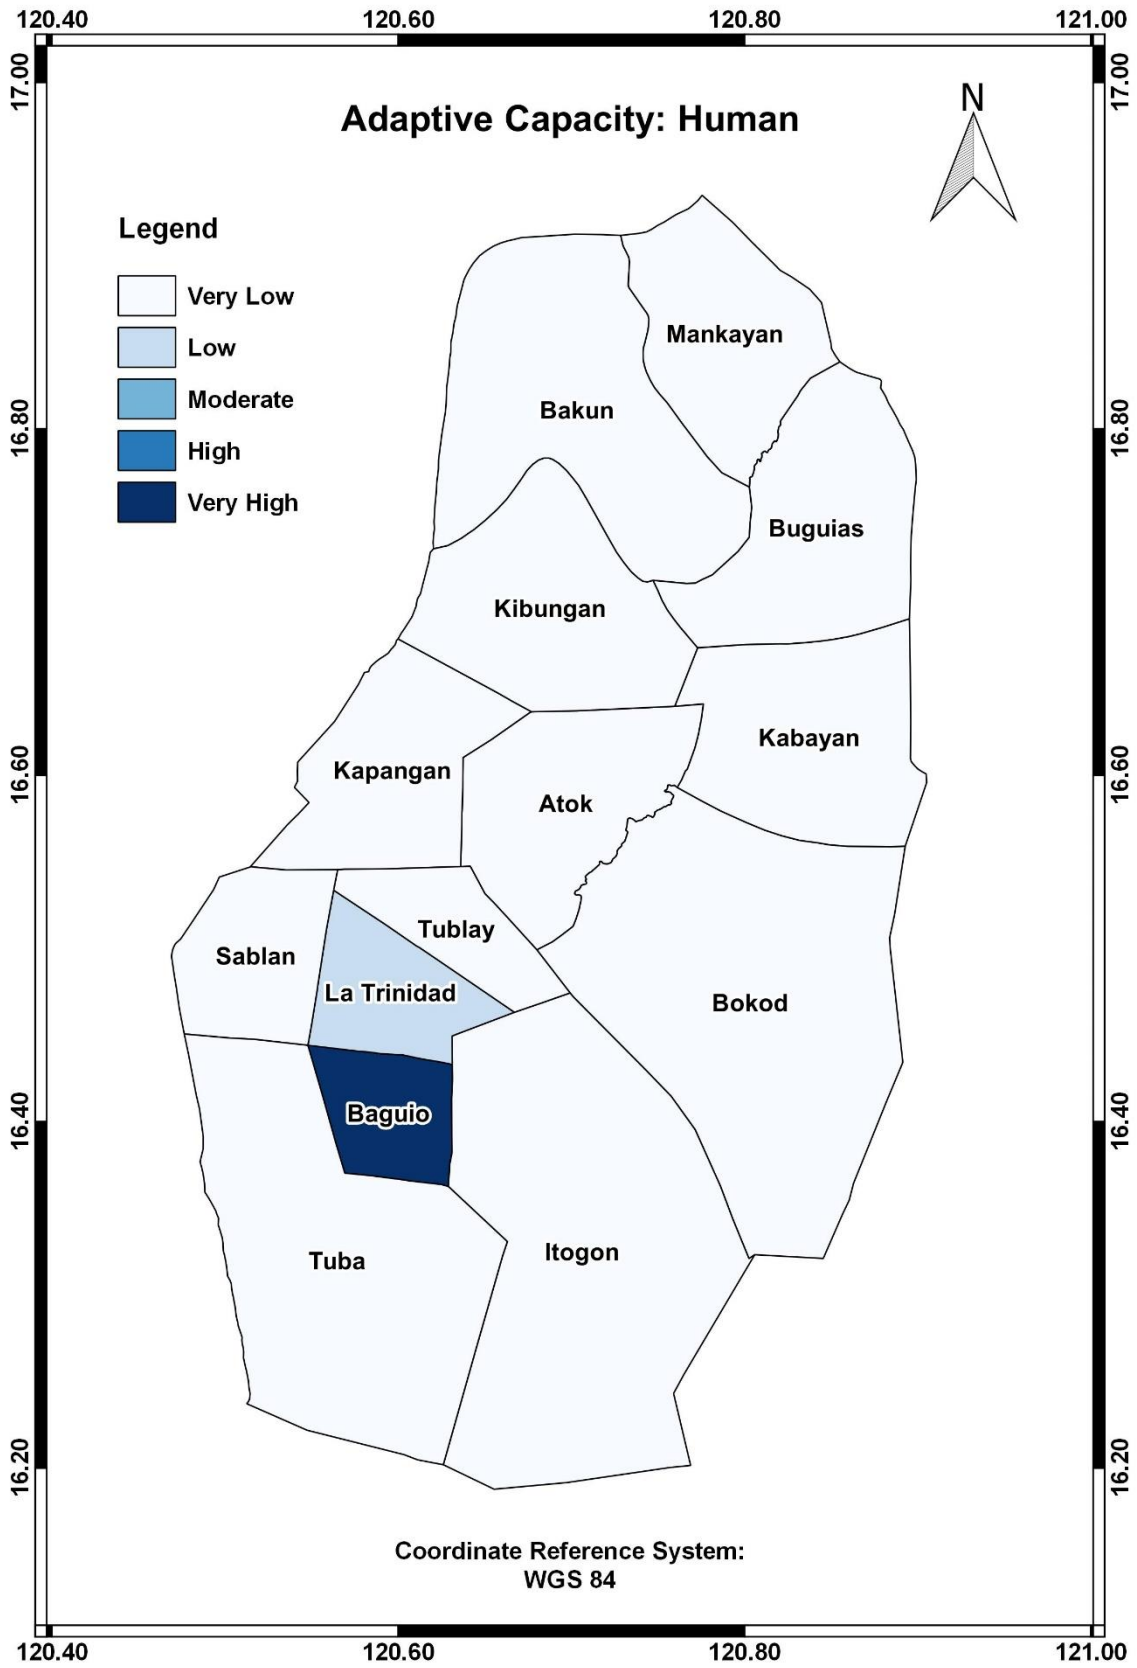 120.40 120.60 120.80 121.00
17.00 17.00
N
Adaptive Capacity: Human
Legend
Very Low
Low
Moderate
High
Very High
Mankayan
Bakun
16.80 16.80
Buguias
Kibungan
Kabayan
Kapangan
16.60 16.60
Atok
Tublay
Sablan
La Trinidad
Bokod
Baguio
16.40 16.40
Itogon
Tuba
16.20 16.20
Coordinate Reference System:
WGS 84
120.40 120.60 120.80 121.00